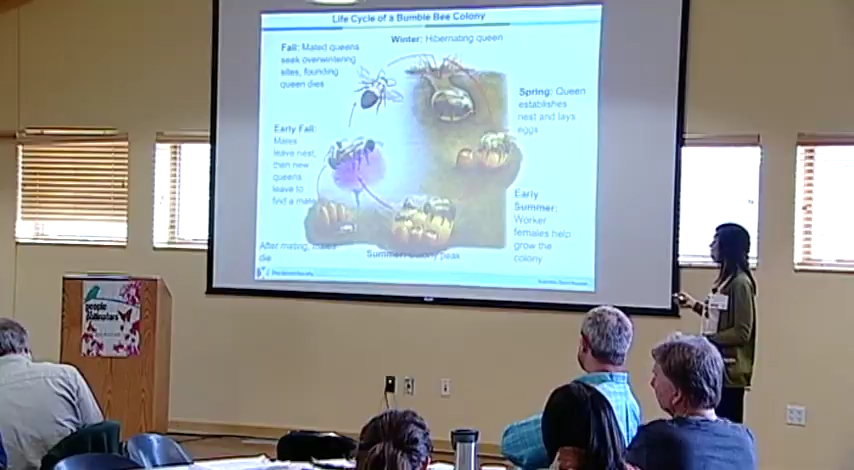 Life Cycle of a Bumble Bee Colony
Winter: Hibernating queen
Fall: Mated queens
seek overwintering
sites, founding
queen dies
Spring: Queen
establishes
nest and lays
eggs
Early Fall:
Males
leave nest,
then new
queens
leave to
find a mate
Early
Summer:
Worker
females help
grow the
colony
After mating, males
die
Summer: Colony peak
people
pollinators